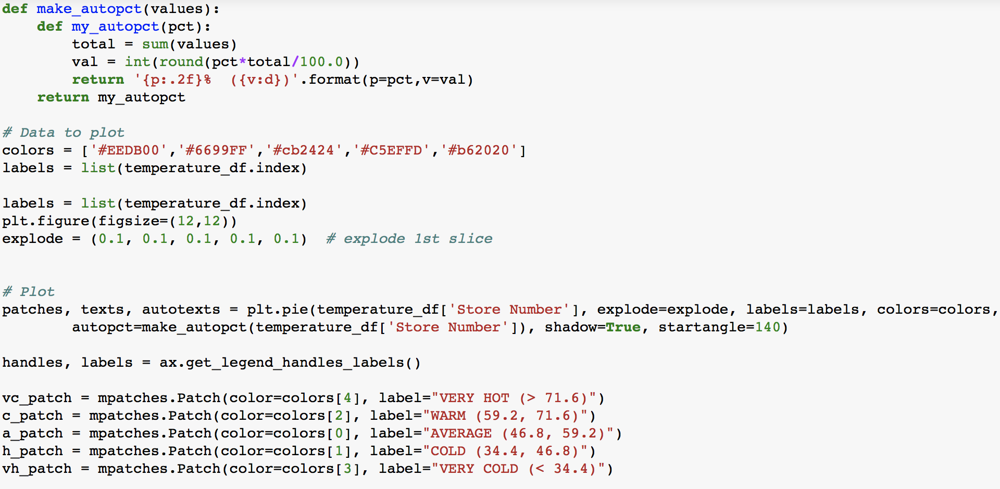 def make_autopct(values):
    def my_autopct(pct):
        total = sum(values)
        val = int(round(pct*total/100.0))
        return '{p:.2f}%  ({v:d})'.format(p=pct,v=val)
    return my_autopct

# Data to plot
colors = ['#EEDB00','#6699FF','#cb2424','#C5EFFD','#b62020']
labels = list(temperature_df.index)

labels = list(temperature_df.index)
plt.figure(figsize=(12,12))
explode = (0.1, 0.1, 0.1, 0.1, 0.1)  # explode 1st slice


# Plot
patches, texts, autotexts = plt.pie(temperature_df['Store Number'], explode=explode, labels=labels, colors=colors,
        autopct=make_autopct(temperature_df['Store Number']), shadow=True, startangle=140)

handles, labels = ax.get_legend_handles_labels()

vc_patch = mpatches.Patch(color=colors[4], label="VERY HOT (> 71.6)")
c_patch = mpatches.Patch(color=colors[2], label="WARM (59.2, 71.6)")
a_patch = mpatches.Patch(color=colors[0], label="AVERAGE (46.8, 59.2)")
h_patch = mpatches.Patch(color=colors[1], label="COLD (34.4, 46.8)")
vh_patch = mpatches.Patch(color=colors[3], label="VERY COLD (< 34.4)")